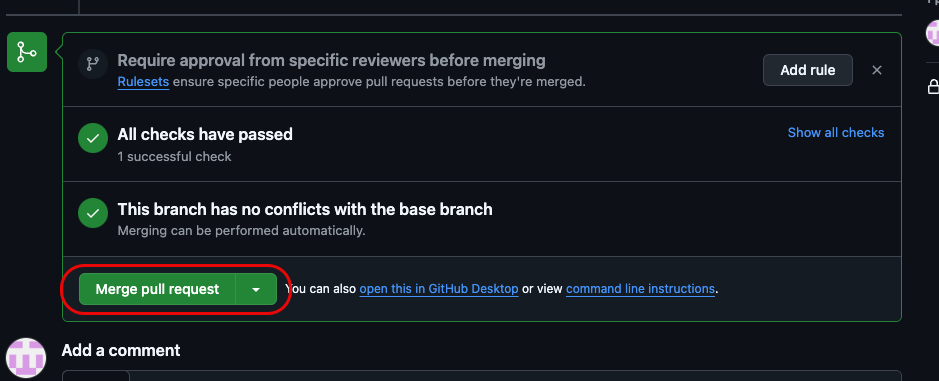 Require approval from specific reviewers before merging
Rulesets ensure specific people approve pull requests before they're merged.
Add rule
All checks have passed
1 successful check
Show all checks
This branch has no conflicts with the base branch
Merging can be performed automatically.
Merge pull request
You can also open this in GitHub Desktop or view command line instructions.
Add a comment